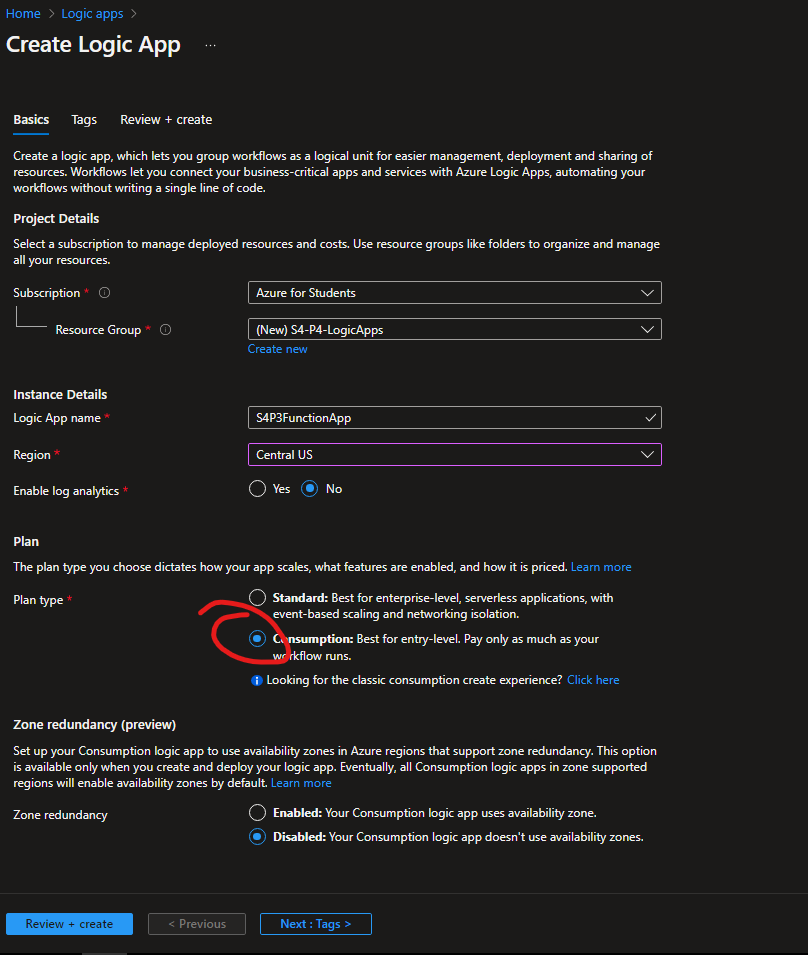 Home > Logic apps >
Create Logic App ...
Basics Tags Review + create
Create a logic app, which lets you group workflows as a logical unit for easier management, deployment and sharing of
resources. Workflows let you connect your business-critical apps and services with Azure Logic Apps, automating your
workflows without writing a single line of code.
Project Details
Select a subscription to manage deployed resources and costs. Use resource groups like folders to organize and manage
all your resources.
Subscription * Azure for Students
Resource Group * (New) S4-P4-LogicApps
Create new
Instance Details
Logic App name * S4P3FunctionApp
Region * Central US
Enable log analytics * Yes No
Plan
The plan type you choose dictates how your app scales, what features are enabled, and how it is priced. Learn more
Plan type * Standard: Best for enterprise-level, serverless applications, with
event-based scaling and networking isolation.
Consumption: Best for entry-level. Pay only as much as your
workflow runs.
Looking for the classic consumption create experience? Click here
Zone redundancy (preview)
Set up your Consumption logic app to use availability zones in Azure regions that support zone redundancy. This option
is available only when you create and deploy your logic app. Eventually, all Consumption logic apps in zone supported
regions will enable availability zones by default. Learn more
Zone redundancy Enabled: Your Consumption logic app uses availability zone.
Disabled: Your Consumption logic app doesn't use availability zones.
Review + create < Previous Next : Tags >